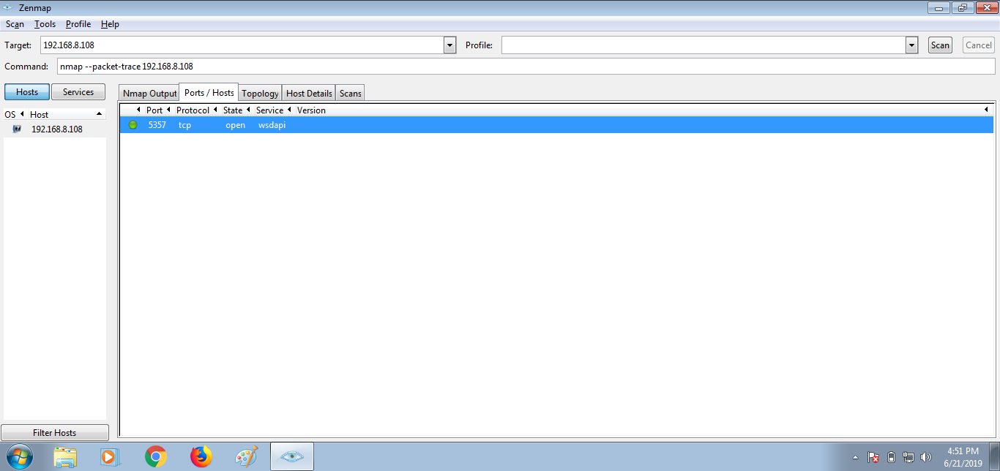 Zenmap
Scan Tools Profile Help
Target: 192.168.8.108 Profile: Scan Cancel
Command: nmap --packet-trace 192.168.8.108
Hosts Services Nmap Output Ports / Hosts Topology Host Details Scans
OS Host Port Protocol State Service Version
192.168.8.108 5357 tcp open wsdapi
Filter Hosts
4:51 PM
6/21/2019